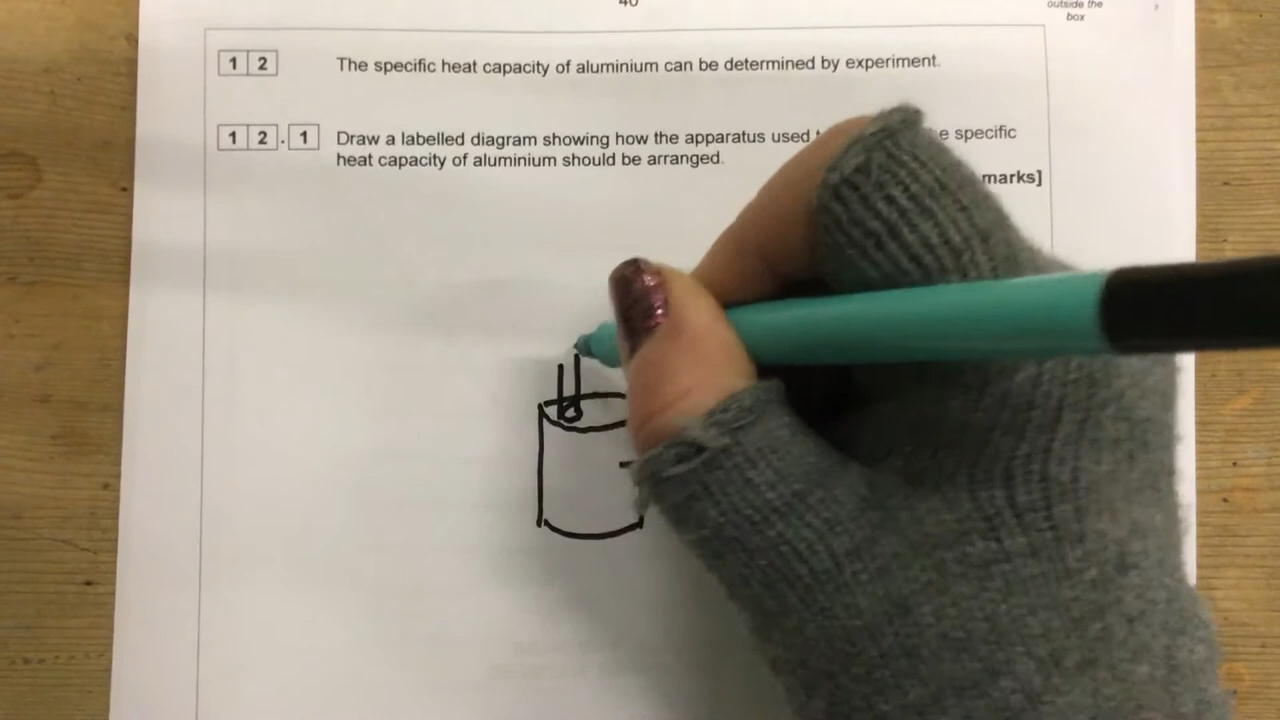 outside the
box
1 2 The specific heat capacity of aluminium can be determined by experiment.
1 2 . 1 Draw a labelled diagram showing how the apparatus used specific
heat capacity of aluminium should be arranged.
marks]